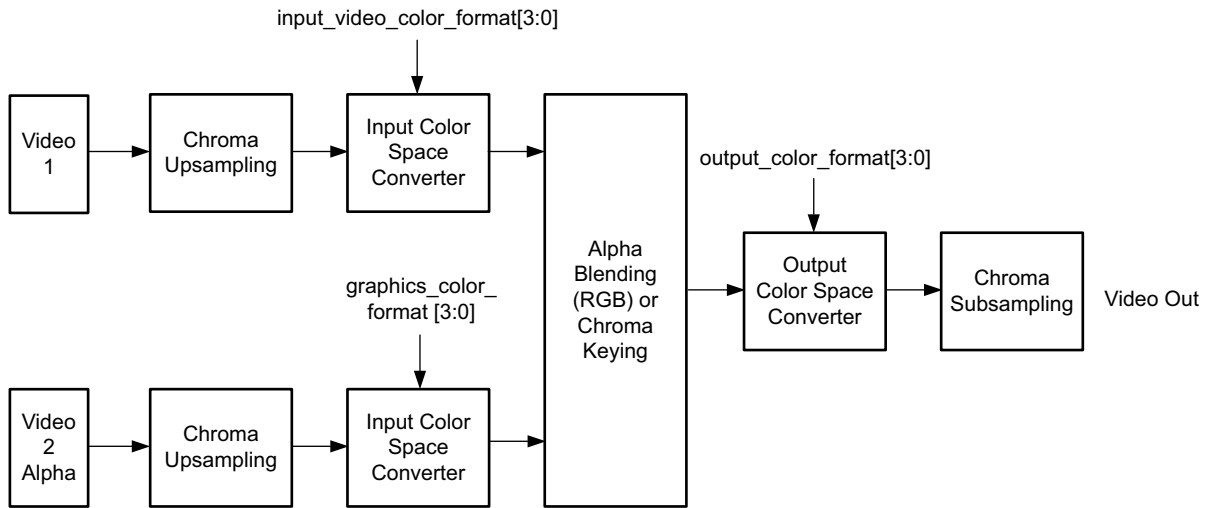 input_video_color_format[3:0]
Video
1
Chroma
Upsampling
Input Color
Space
Converter
graphics_color_
format [3:0]
Video
2
Alpha
Chroma
Upsampling
Input Color
Space
Converter
Alpha
Blending
(RGB) or
Chroma
Keying
output_color_format[3:0]
Output
Color Space
Converter
Chroma
Subsampling
Video Out